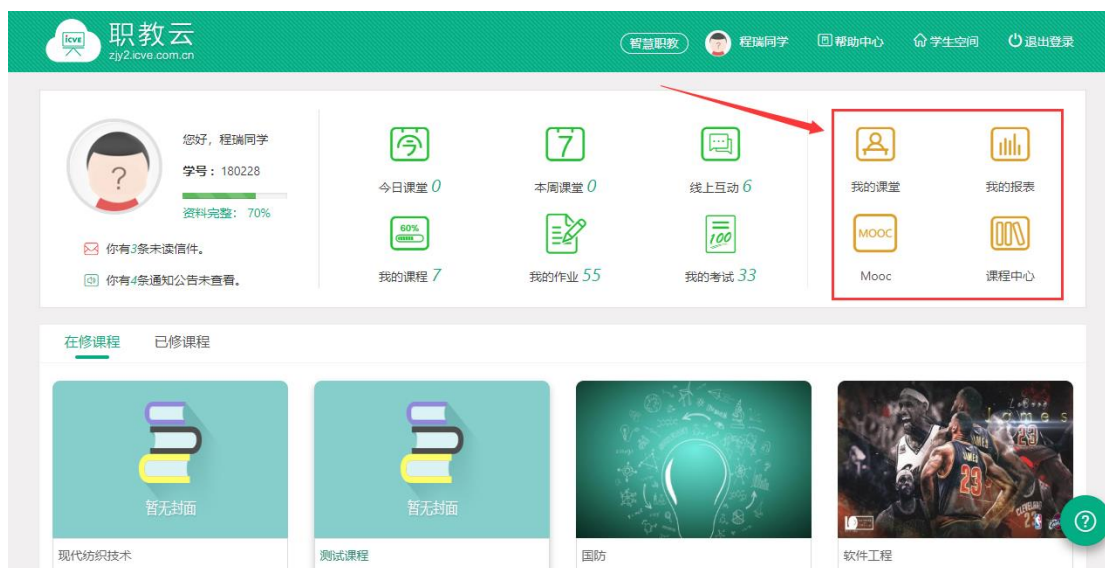 icve
职教云
zjy2.icve.com.cn
智慧职教 程瑞同学 帮助中心 学生空间 退出登录
您好，程瑞同学
学号：180228
资料完整： 70%
你有3条未读信件。
你有4条通知公告未查看。
今
7
今日课堂 0 本周课堂 0 线上互动 6
60%
100
我的课程 7 我的作业 55 我的考试 33
我的课堂 我的报表
MOOC
Mooc 课程中心
在修课程 已修课程
暂无封面 暂无封面
LeBron
James
23
现代纺织技术 测试课程 国防 软件工程